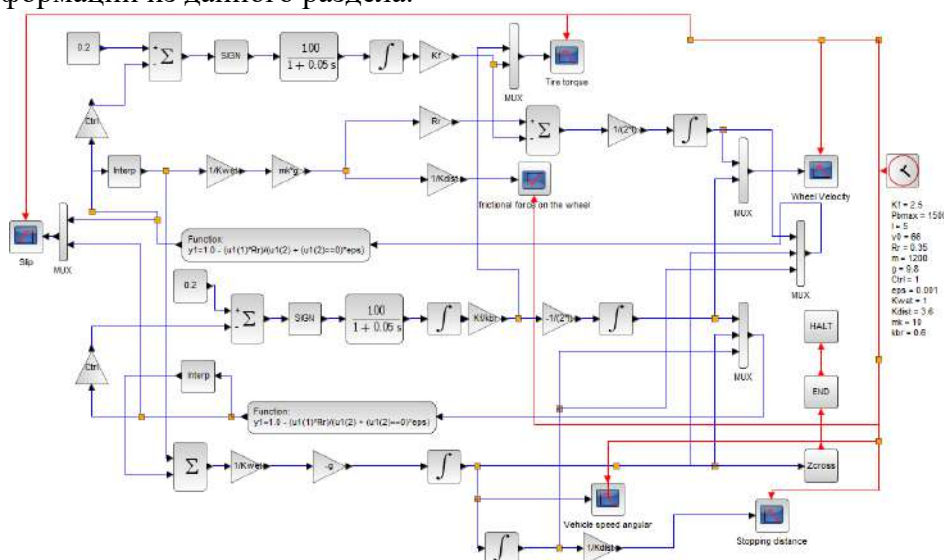 формации из данного раздела.
0.2
Σ
SIGN
100
1 + 0.05 s
∫
Kf
MUX
Tire torque
Ctrl
Rr
Σ
1/(2*I)
∫
Interp
1/Kwet
mk*g
1/Kdist
frictional force on the wheel
MUX
Wheel Velocity
Slip
MUX
Function:
y1=1.0 - (u1(1)*Rr)/(u1(2) + (u1(2)==0)*eps)
MUX
Kf = 2.5
Pbmax = 1500
I = 5
v0 = 66
Rr = 0.35
m = 1200
g = 9.8
Ctrl = 1
eps = 0.001
Kwet = 1
Kdist = 3.6
mk = 10
kbr = 0.6
0.2
Σ
SIGN
100
1 + 0.05 s
∫
Kf/kbr
-1/(2*I)
∫
MUX
HALT
Ctrl
Interp
END
Function:
y1=1.0 - (u1(1)*Rr)/(u1(2) + (u1(2)==0)*eps)
Σ
1/Kwet
-g
∫
Zcross
Vehicle speed angular
Stopping distance
∫
1/Kdist